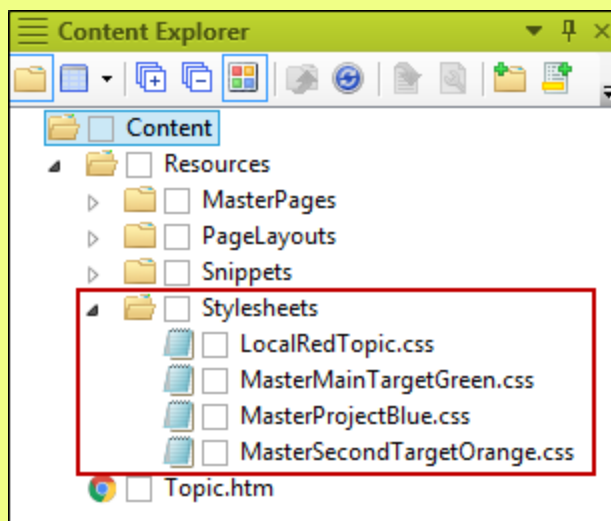 Content Explorer
Content
Resources
MasterPages
PageLayouts
Snippets
Stylesheets
LocalRedTopic.css
MasterMainTargetGreen.css
MasterProjectBlue.css
MasterSecondTargetOrange.css
Topic.htm